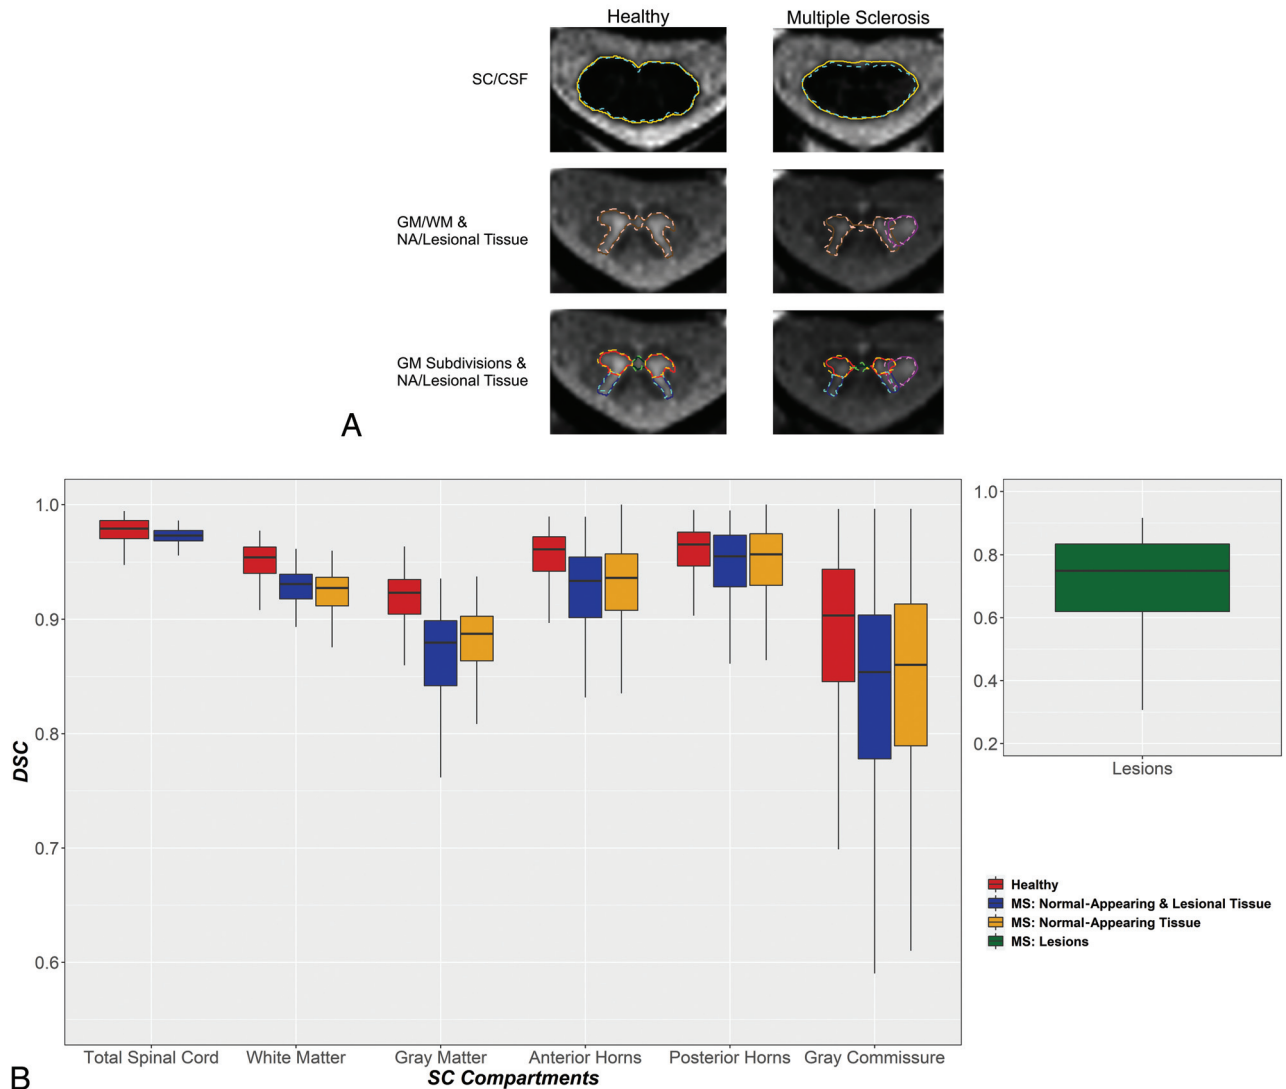 Healthy
Multiple Sclerosis
SC/CSF
GM/WM &
NA/Lesional Tissue
GM Subdivisions &
NA/Lesional Tissue
A
1.0
0.9
0.8
0.7
0.6
DSC
Total Spinal Cord
White Matter
Gray Matter
Anterior Horns
Posterior Horns
Gray Commissure
SC Compartments
1.0
0.8
0.6
0.4
0.2
Lesions
Healthy
MS: Normal-Appearing & Lesional Tissue
MS: Normal-Appearing Tissue
MS: Lesions
B